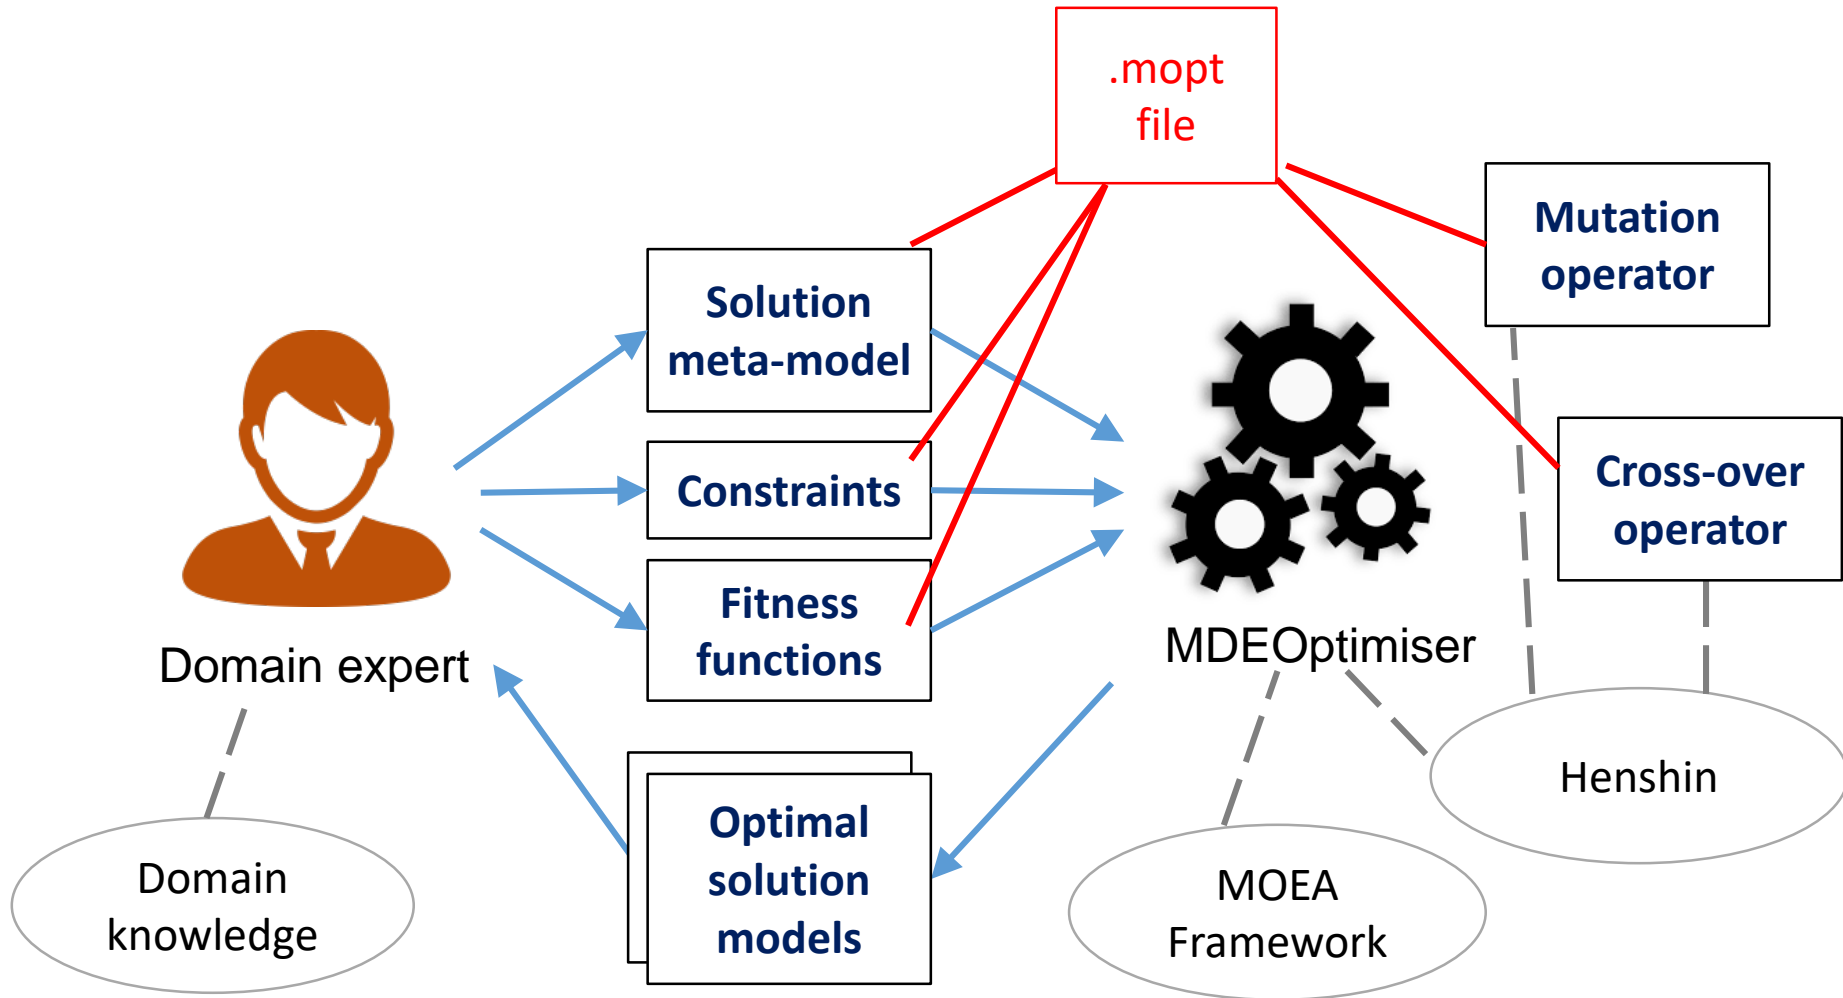 .mopt
file
Mutation
operator
Solution
meta-model
Cross-over
operator
Constraints
Fitness
functions
Domain expert
MDEOptimiser
Henshin
Optimal
solution
models
Domain
knowledge
MOEA
Framework